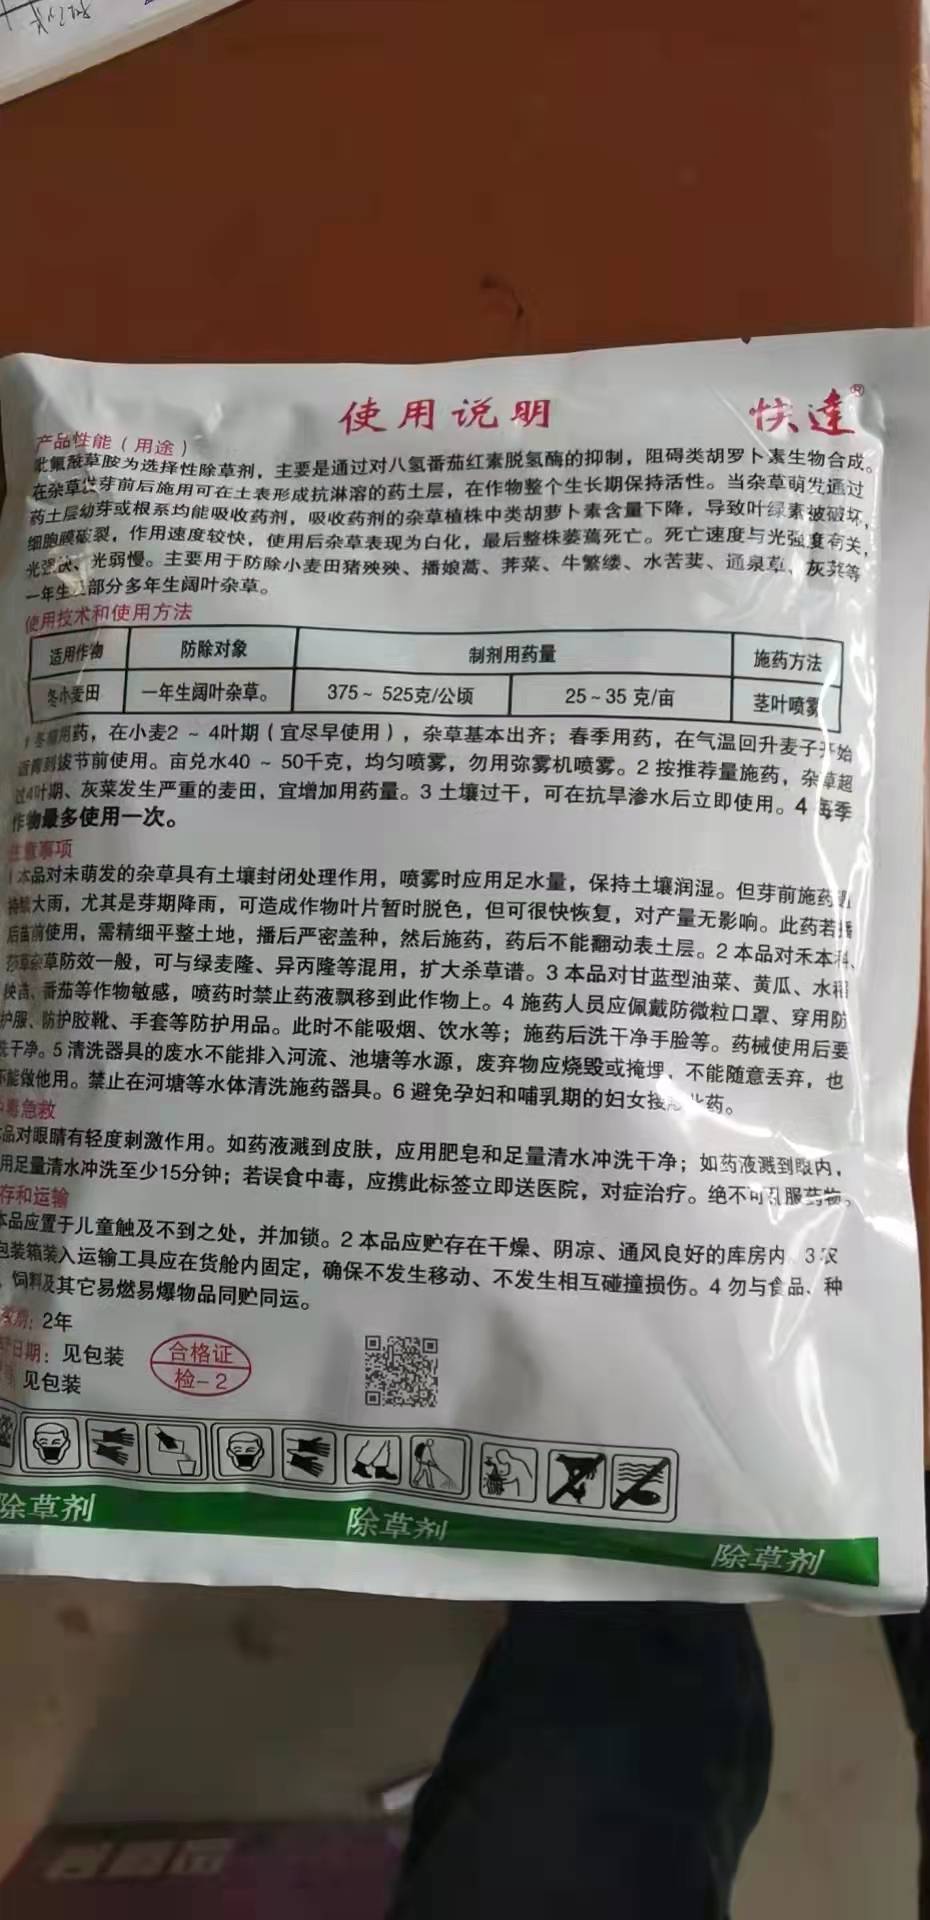 使用说明
快達®
产品性能（用途）
吡氟酰草胺为选择性除草剂，主要是通过对八氢番茄红素脱氢酶的抑制，阻碍类胡罗卜素生物合成。
在杂草发芽前后施用可在土表形成抗淋溶的药土层，在作物整个生长期保持活性。当杂草萌发通过
药土层幼芽或根系均能吸收药剂，吸收药剂的杂草植株中类胡萝卜素含量下降，导致叶绿素被破坏，
细胞膜破裂，作用速度较快，使用后杂草表现为白化，最后整株萎蔫死亡。死亡速度与光强度有关，
光强快、光弱慢。主要用于防除小麦田猪殃殃、播娘蒿、荠菜、牛繁缕、水苦荬、通泉草、灰荚等
一年生及部分多年生阔叶杂草。
使用技术和使用方法
适用作物 防除对象 制剂用药量 施药方法
冬小麦田 一年生阔叶杂草。 375~525克/公顷 25~35 克/亩 茎叶喷雾
1 冬前用药，在小麦2 ~ 4叶期（宜尽早使用），杂草基本出齐；春季用药，在气温回升麦子开始
返青到拔节前使用。亩兑水40 ~ 50千克，均匀喷雾，勿用弥雾机喷雾。2 按推荐量施药，杂草超
过4叶期、灰菜发生严重的麦田，宜增加用药量。3 土壤过干，可在抗旱渗水后立即使用。4 每季
作物最多使用一次。
注意事项
1 本品对未萌发的杂草具有土壤封闭处理作用，喷雾时应用足水量，保持土壤润湿。但芽前施药遇
持续大雨，尤其是芽期降雨，可造成作物叶片暂时脱色，但可很快恢复，对产量无影响。此药若播
后苗前使用，需精细平整土地，播后严密盖种，然后施药，药后不能翻动表土层。2 本品对禾本科、
莎草杂草防效一般，可与绿麦隆、异丙隆等混用，扩大杀草谱。3 本品对甘蓝型油菜、黄瓜、水稻
秧苗、番茄等作物敏感，喷药时禁止药液飘移到此作物上。4 施药人员应佩戴防微粒口罩、穿用防
护服、防护胶靴、手套等防护用品。此时不能吸烟、饮水等；施药后洗干净手脸等。药械使用后要
洗干净。5 清洗器具的废水不能排入河流、池塘等水源，废弃物应烧毁或掩埋，不能随意丢弃，也
不能做他用。禁止在河塘等水体清洗施药器具。6 避免孕妇和哺乳期的妇女接触此药。
中毒急救
本品对眼睛有轻度刺激作用。如药液溅到皮肤，应用肥皂和足量清水冲洗干净；如药液溅到眼内，
用足量清水冲洗至少15分钟；若误食中毒，应携此标签立即送医院，对症治疗。绝不可乱服药物。
存和运输
本品应置于儿童触及不到之处，并加锁。2 本品应贮存在干燥、阴凉、通风良好的库房内。3 农
包装箱装入运输工具应在货舱内固定，确保不发生移动、不发生相互碰撞损伤。4 勿与食品、种
、饲料及其它易燃易爆物品同贮同运。
效期：2年
产日期：见包装
见包装
合格证
检-2
除草剂 除草剂 除草剂